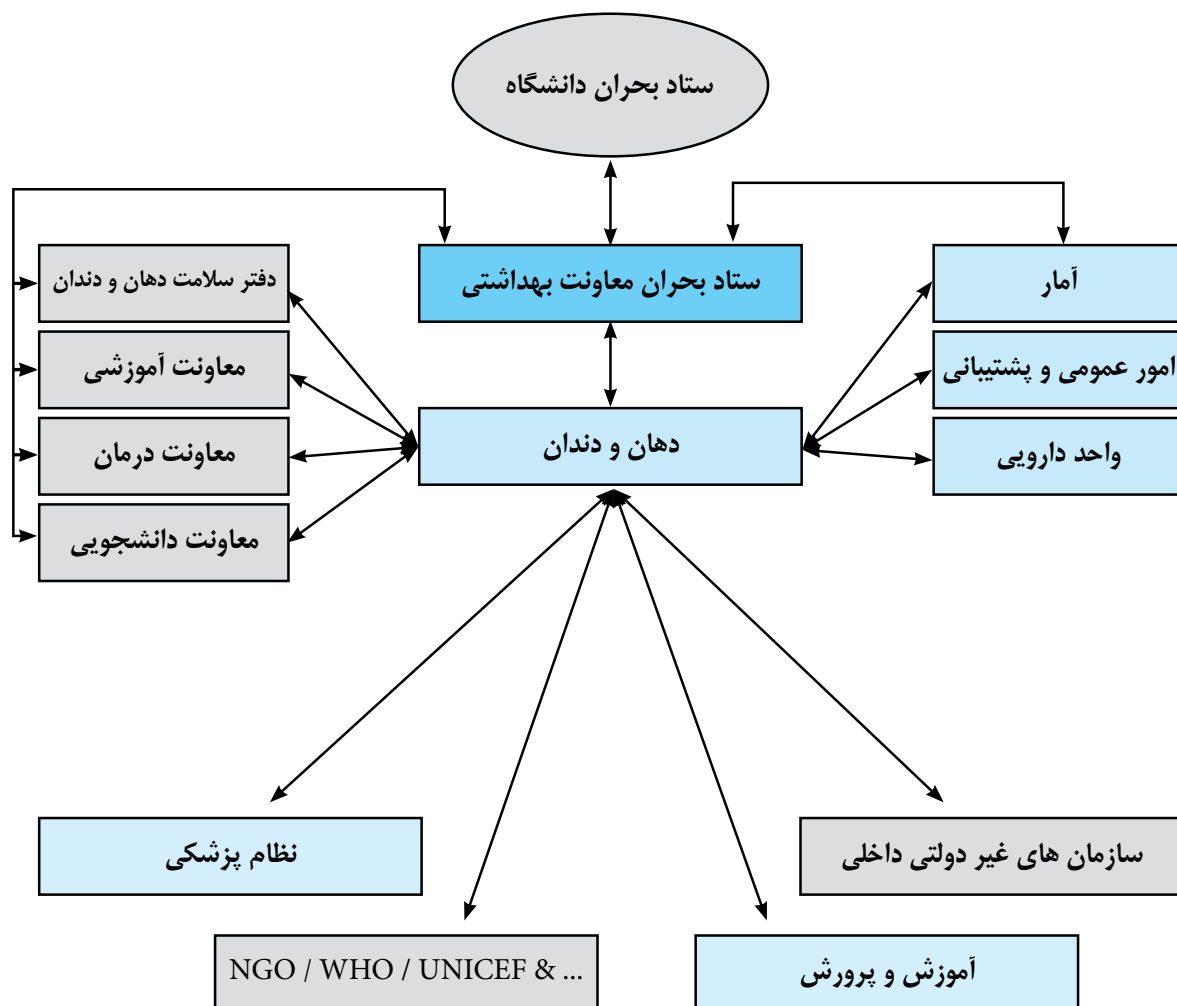 ستاد بحران دانشگاه
ستاد بحران معاونت بهداشتی
آمار
امور عمومی و پشتیبانی
واحد دارویی
دهان و دندان
دفتر سلامت دهان و دندان
معاونت آموزشی
معاونت درمان
معاونت دانشجویی
سازمان های غیر دولتی داخلی
نظام پزشکی
آموزش و پرورش
NGO / WHO / UNICEF & ...